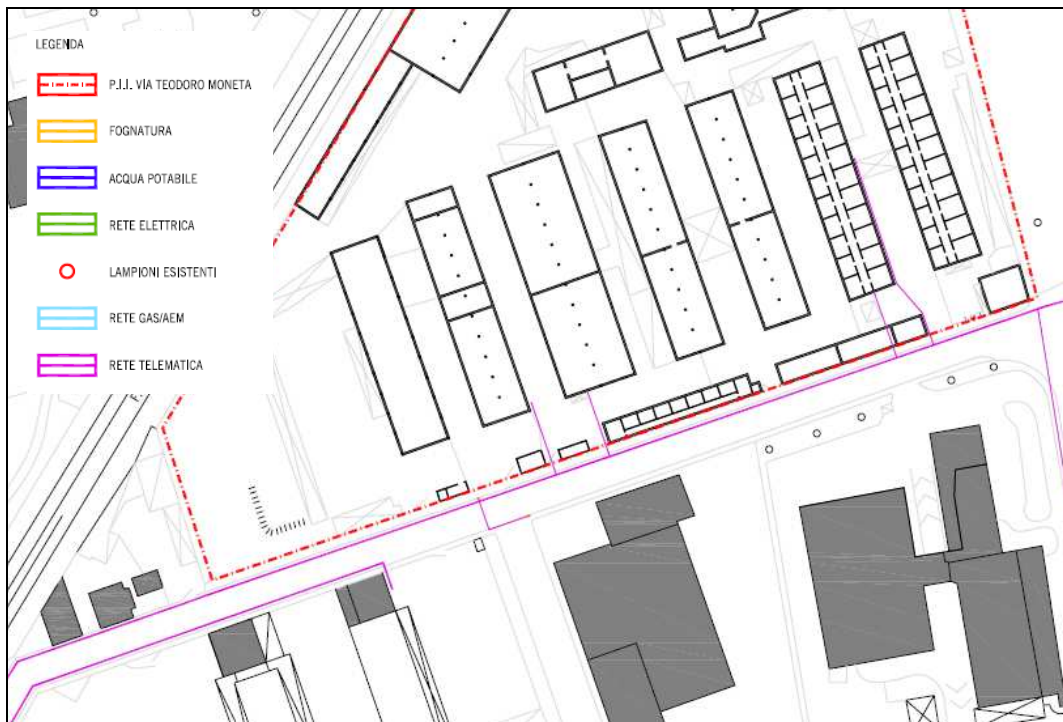 LEGENDA
P.I.I. VIA TEODORO MONETA
FOGNATURA
ACQUA POTABILE
RETE ELETTRICA
LAMPIONI ESISTENTI
RETE GAS/AEM
RETE TELEMATICA